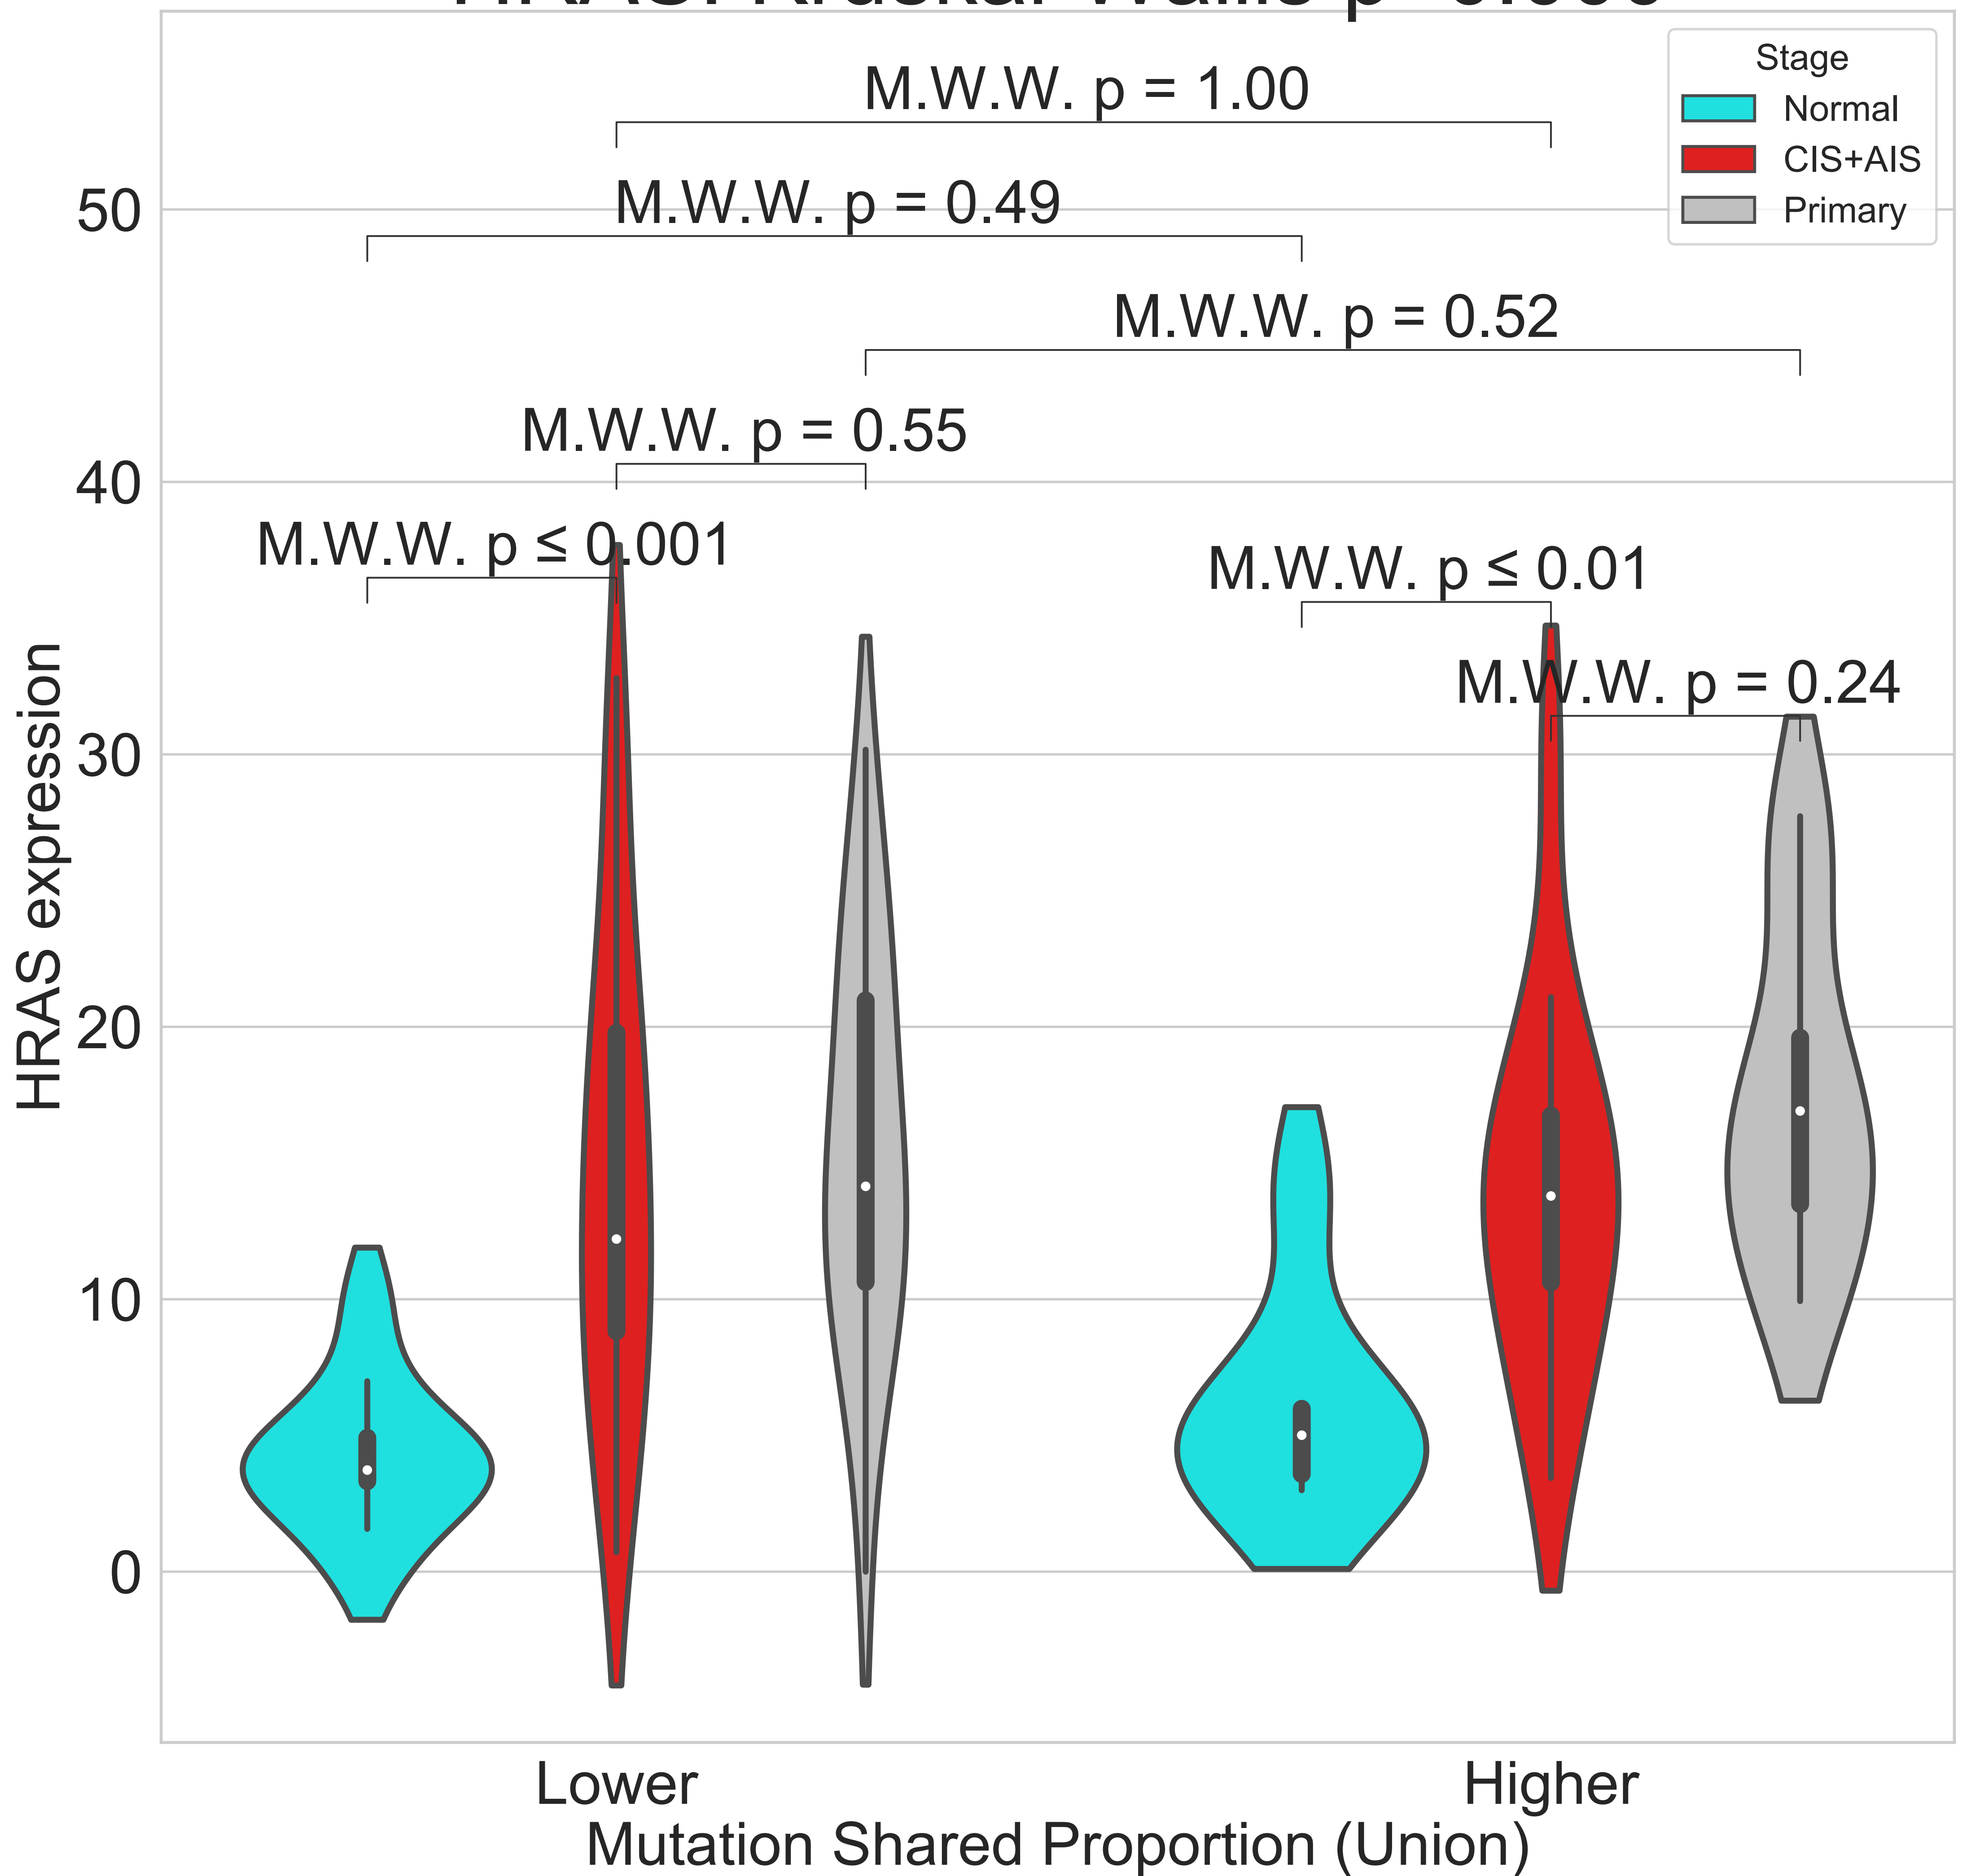 Stage
Normal
CIS+AIS
Primary
M.W.W. p = 1.00
M.W.W. p = 0.49
M.W.W. p = 0.52
M.W.W. p = 0.55
M.W.W. p ≤ 0.001
M.W.W. p ≤ 0.01
M.W.W. p = 0.24
HRAS expression
50
40
30
20
10
0
Lower
Higher
Mutation Shared Proportion (Union)